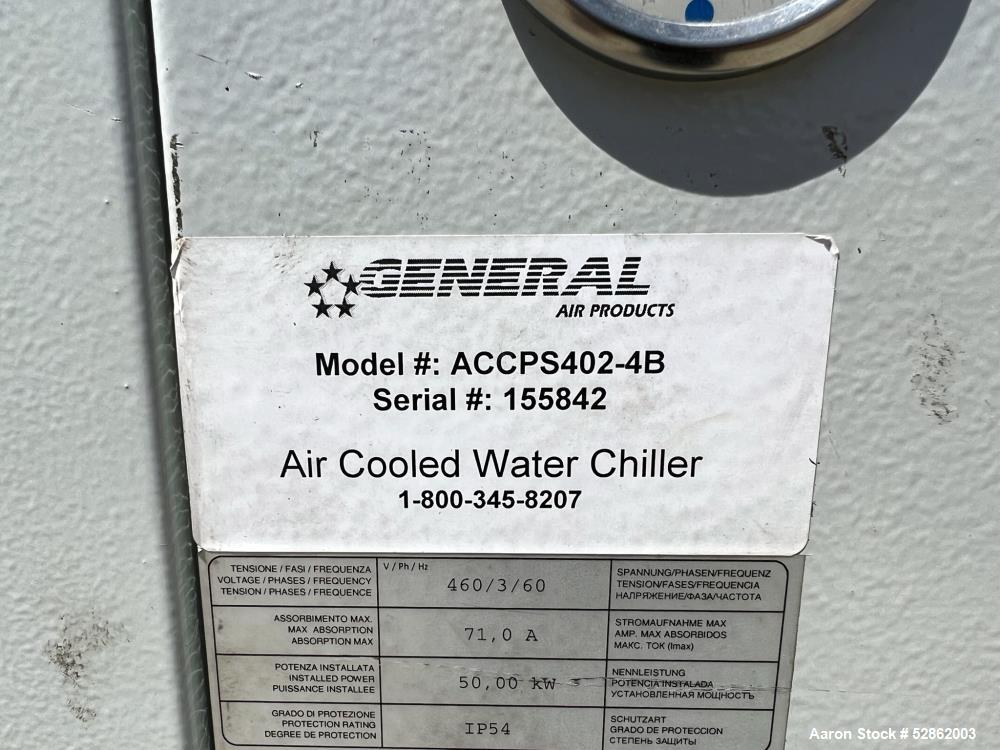 GENERAL
AIR PRODUCTS
Model #: ACCPS402-4B
Serial #: 155842
Air Cooled Water Chiller
1-800-345-8207
TENSIONE / FASI / FREQUENZA
VOLTAGE / PHASES / FREQUENCY
TENSION / PHASES / FREQUENCE
V / Ph / Hz
460/3/60
SPANNUNG/PHASEN/FREQUENZ
TENSION/FASES/FREQUENCIA
НАПРЯЖЕНИЕ/ФАЗА/ЧАСТОТА
ASSORBIMENTO MAX.
MAX ABSORPTION
ABSORPTION MAX
71,0 A
STROMAUFNAHME MAX
AMP. MAX ABSORBIDOS
МАКС. ТОК (Imax)
POTENZA INSTALLATA
INSTALLED POWER
PUISSANCE INSTALLEE
50,00 kW
NENNLEISTUNG
POTENCIA INSTALADA
УСТАНОВЛЕННАЯ МОЩНОСТЬ
GRADO DI PROTEZIONE
PROTECTION RATING
DEGREE DE PROTECTION
IP54
SCHUTZART
GRADO DE PROTECCION
СТЕПЕНЬ ЗАЩИТЫ
Aaron Stock # 52862003